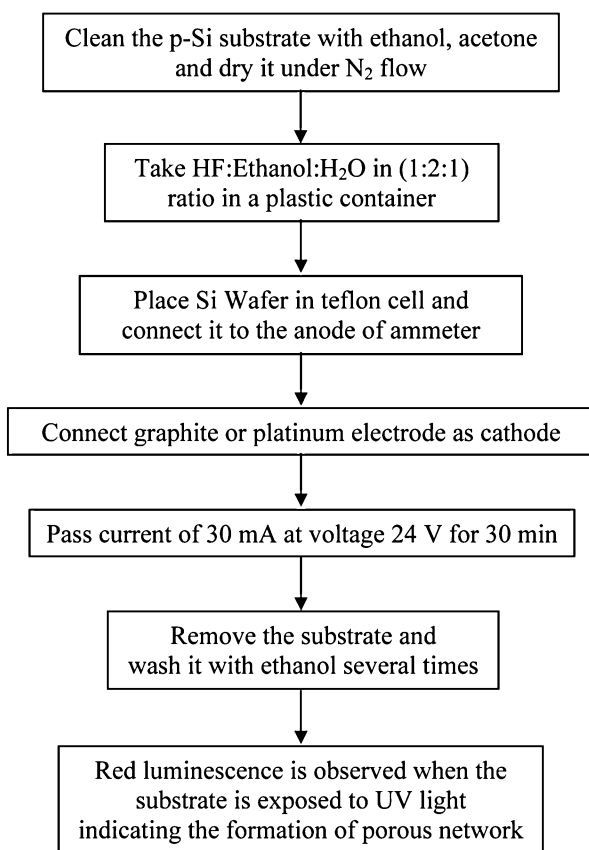 Clean the p-Si substrate with ethanol, acetone
and dry it under N₂ flow
Take HF:Ethanol:H₂O in (1:2:1)
ratio in a plastic container
Place Si Wafer in teflon cell and
connect it to the anode of ammeter
Connect graphite or platinum electrode as cathode
Pass current of 30 mA at voltage 24 V for 30 min
Remove the substrate and
wash it with ethanol several times
Red luminescence is observed when the
substrate is exposed to UV light
indicating the formation of porous network